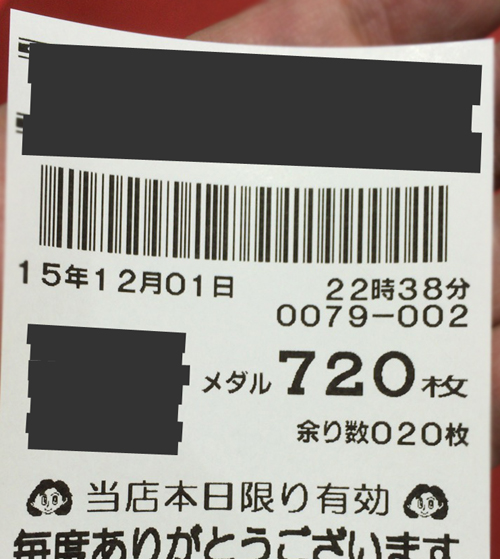 15年12月01日 22時38分
0079-002
メダル720枚
余り数020枚
当店本日限り有効
毎度ありがとうございます